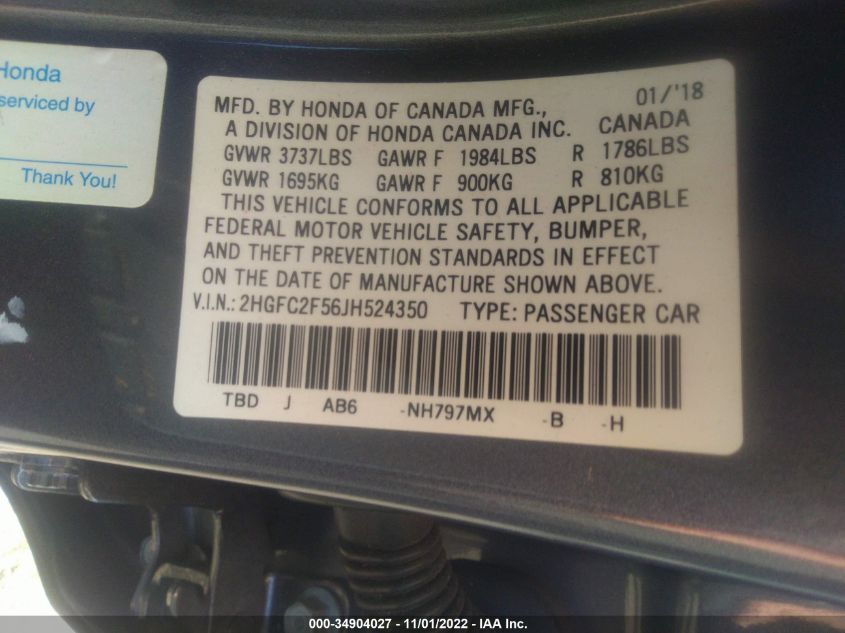 Honda
serviced by
Thank You!
MFD. BY HONDA OF CANADA MFG., 01/'18
A DIVISION OF HONDA CANADA INC. CANADA
GVWR 3737LBS GAWR F 1984LBS R 1786LBS
GVWR 1695KG GAWR F 900KG R 810KG
THIS VEHICLE CONFORMS TO ALL APPLICABLE
FEDERAL MOTOR VEHICLE SAFETY, BUMPER,
AND THEFT PREVENTION STANDARDS IN EFFECT
ON THE DATE OF MANUFACTURE SHOWN ABOVE.
V.I.N.: 2HGFC2F56JH524350 TYPE: PASSENGER CAR
TBD J AB6 -NH797MX -B -H
000-34904027 - 11/01/2022 - IAA Inc.